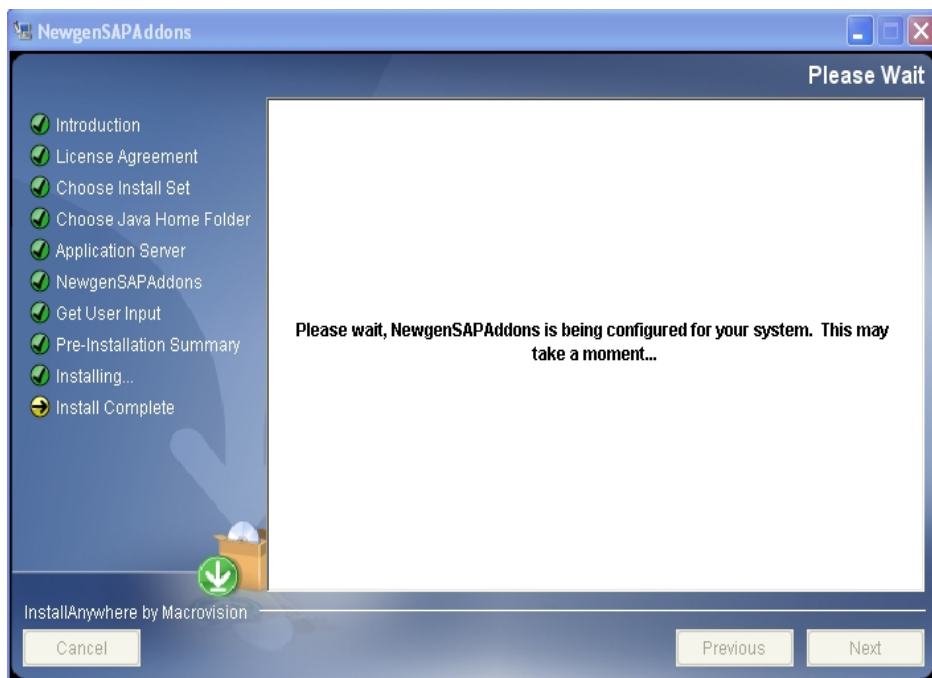 NewgenSAPAddons
Please Wait
Introduction
License Agreement
Choose Install Set
Choose Java Home Folder
Application Server
NewgenSAPAddons
Get User Input
Pre-Installation Summary
Installing...
Install Complete
Please wait, NewgenSAPAddons is being configured for your system. This may
take a moment...
InstallAnywhere by Macrovision
Cancel
Previous
Next